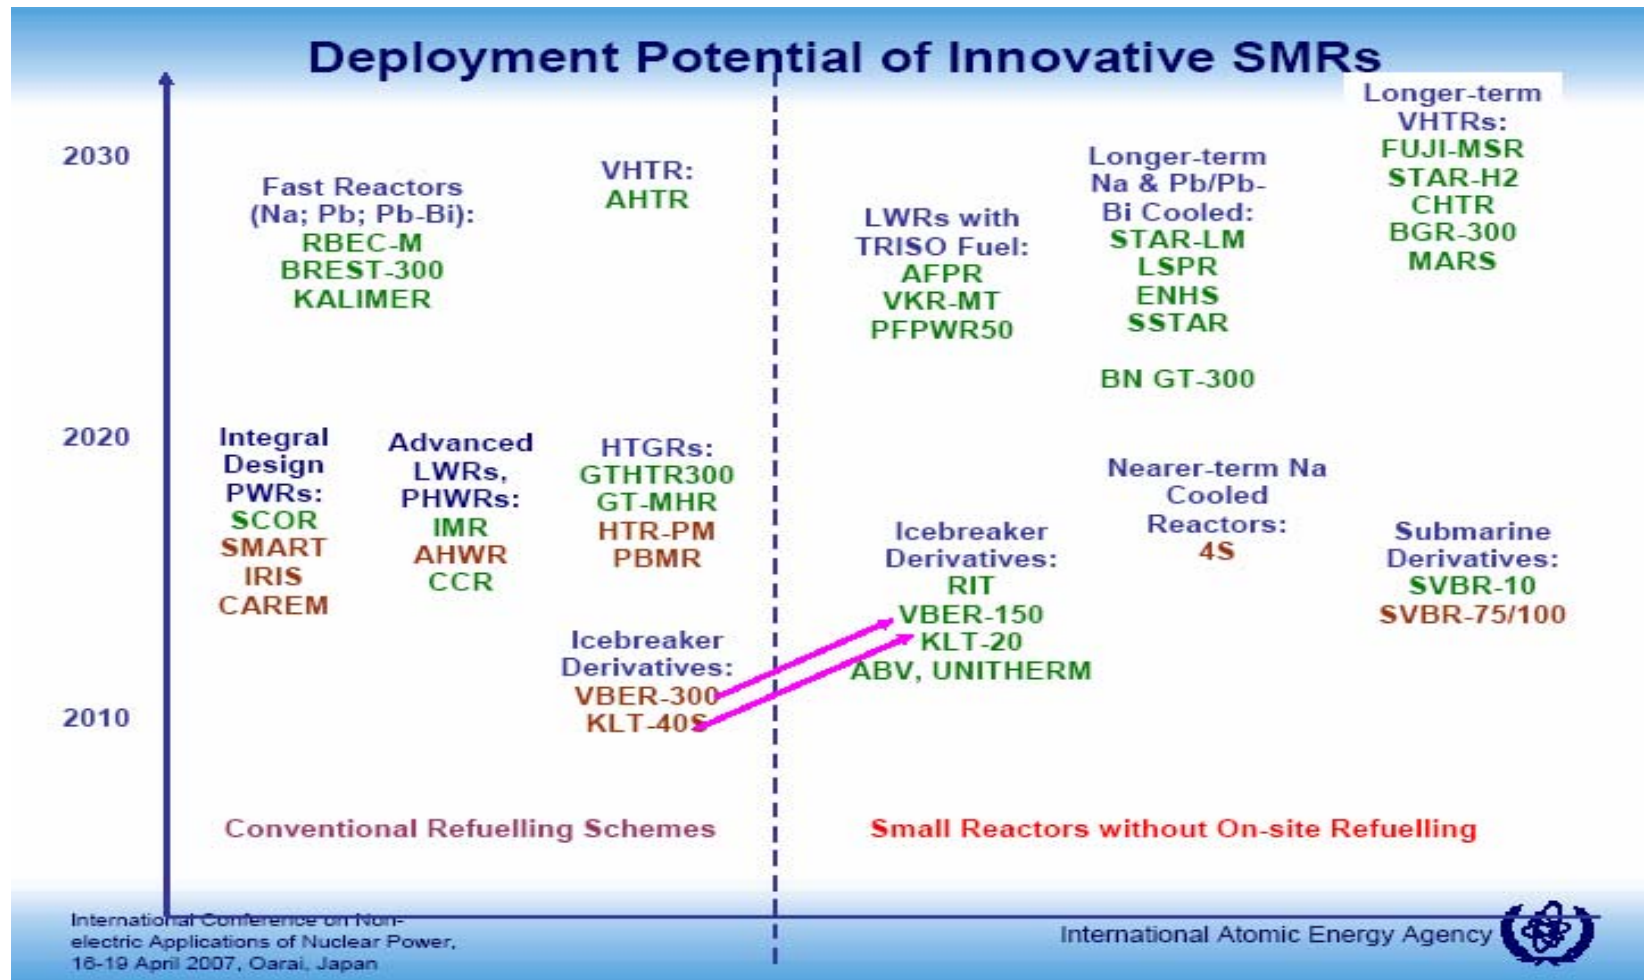 Deployment Potential of Innovative SMRs
2030
2020
2010
Fast Reactors
(Na; Pb; Pb-Bi):
RBEC-M
BREST-300
KALIMER
VHTR:
AHTR
Integral
Design
PWRs:
SCOR
SMART
IRIS
CAREM
Advanced
LWRs,
PHWRs:
IMR
AHWR
CCR
HTGRs:
GTHTR300
GT-MHR
HTR-PM
PBMR
Icebreaker
Derivatives:
VBER-300
KLT-40S
Conventional Refuelling Schemes
LWRs with
TRISO Fuel:
AFPR
VKR-MT
PFPWR50
Longer-term
Na & Pb/Pb-
Bi Cooled:
STAR-LM
LSPR
ENHS
SSTAR
BN GT-300
Longer-term
VHTRs:
FUJI-MSR
STAR-H2
CHTR
BGR-300
MARS
Icebreaker
Derivatives:
RIT
VBER-150
KLT-20
ABV, UNITHERM
Nearer-term Na
Cooled
Reactors:
4S
Submarine
Derivatives:
SVBR-10
SVBR-75/100
Small Reactors without On-site Refuelling
International Conference on Non-
electric Applications of Nuclear Power,
16-19 April 2007, Oarai, Japan
International Atomic Energy Agency